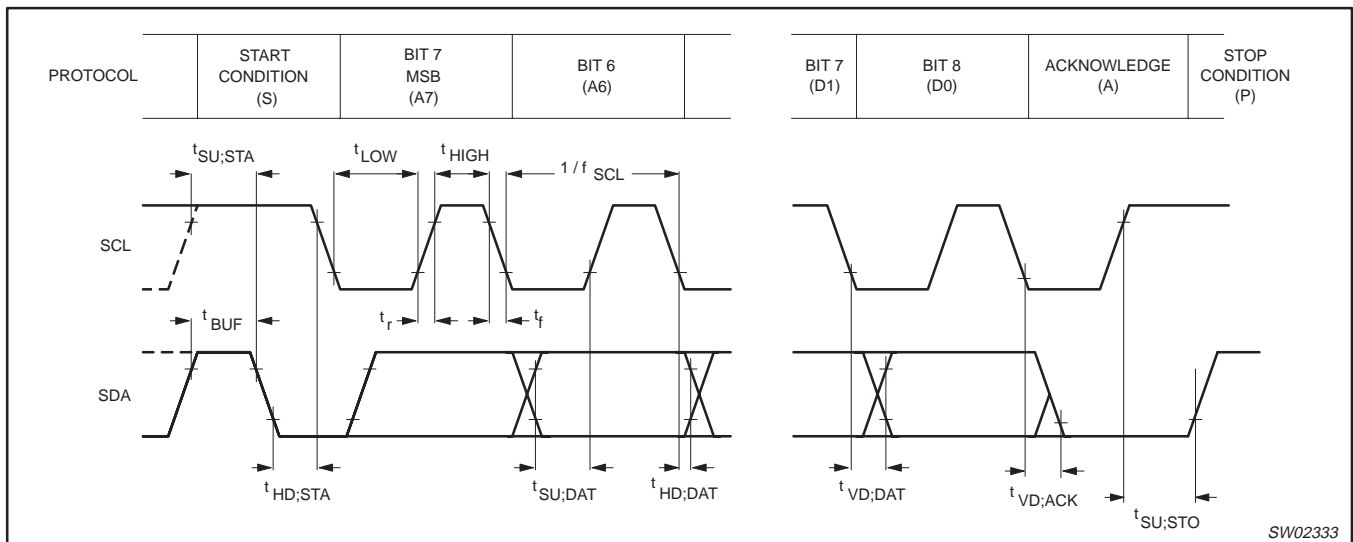 PROTOCOL
START
CONDITION
(S)
BIT 7
MSB
(A7)
BIT 6
(A6)
BIT 7
(D1)
BIT 8
(D0)
ACKNOWLEDGE
(A)
STOP
CONDITION
(P)
tSU;STA
tLOW
tHIGH
1 / fSCL
SCL
tBUF
tr
tf
SDA
tHD;STA
tSU;DAT
tHD;DAT
tVD;DAT
tVD;ACK
tSU;STO
SW02333